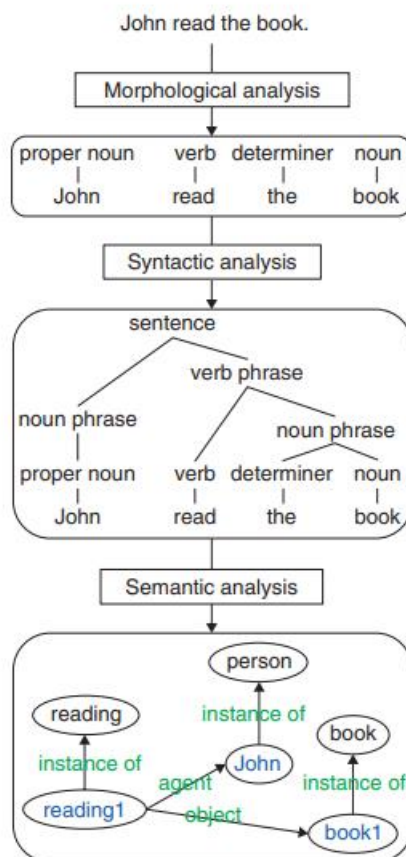 John read the book.
Morphological analysis
proper noun verb determiner noun
John read the book
Syntactic analysis
sentence
verb phrase
noun phrase
noun phrase
proper noun verb determiner noun
John read the book
Semantic analysis
person
reading
instance of
book
instance of
John
instance of
agent
reading1
object
book1